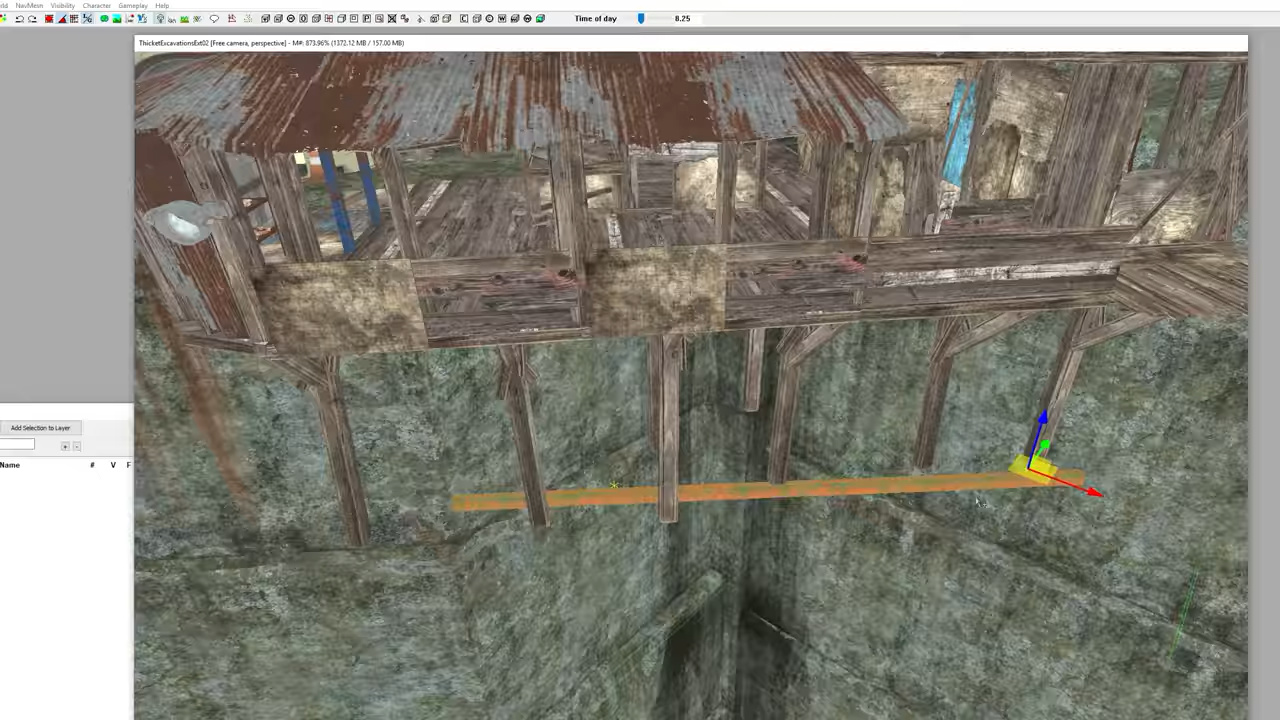 NavMesh Visibility Character Gameplay Help
Time of day 8.25
ThicketExcavationsExt02 [Free camera, perspective] - M#: 873.96% (1372.12 MB / 157.00 MB)
Add Selection to Layer
+ -
Name # V F